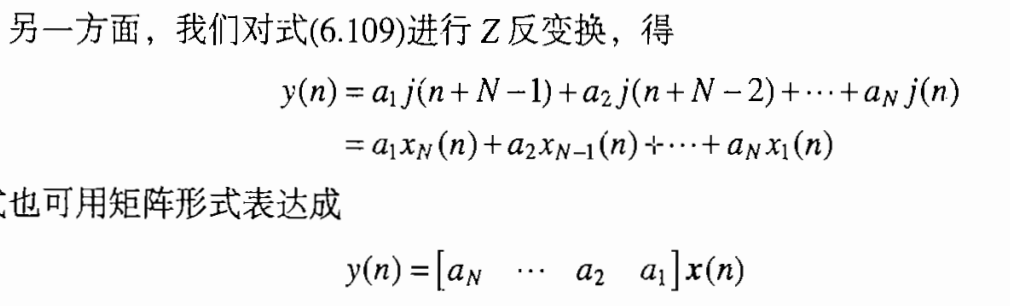 另一方面，我们对式(6.109)进行 Z 反变换，得
y(n) = a₁ j(n + N −1) + a₂ j(n + N − 2) + ⋯ + a_N j(n)
= a₁x_N(n) + a₂x_{N−1}(n) + ⋯ + a_N x₁(n)
也可用矩阵形式表达成
y(n) = [a_N ⋯ a₂ a₁] x(n)